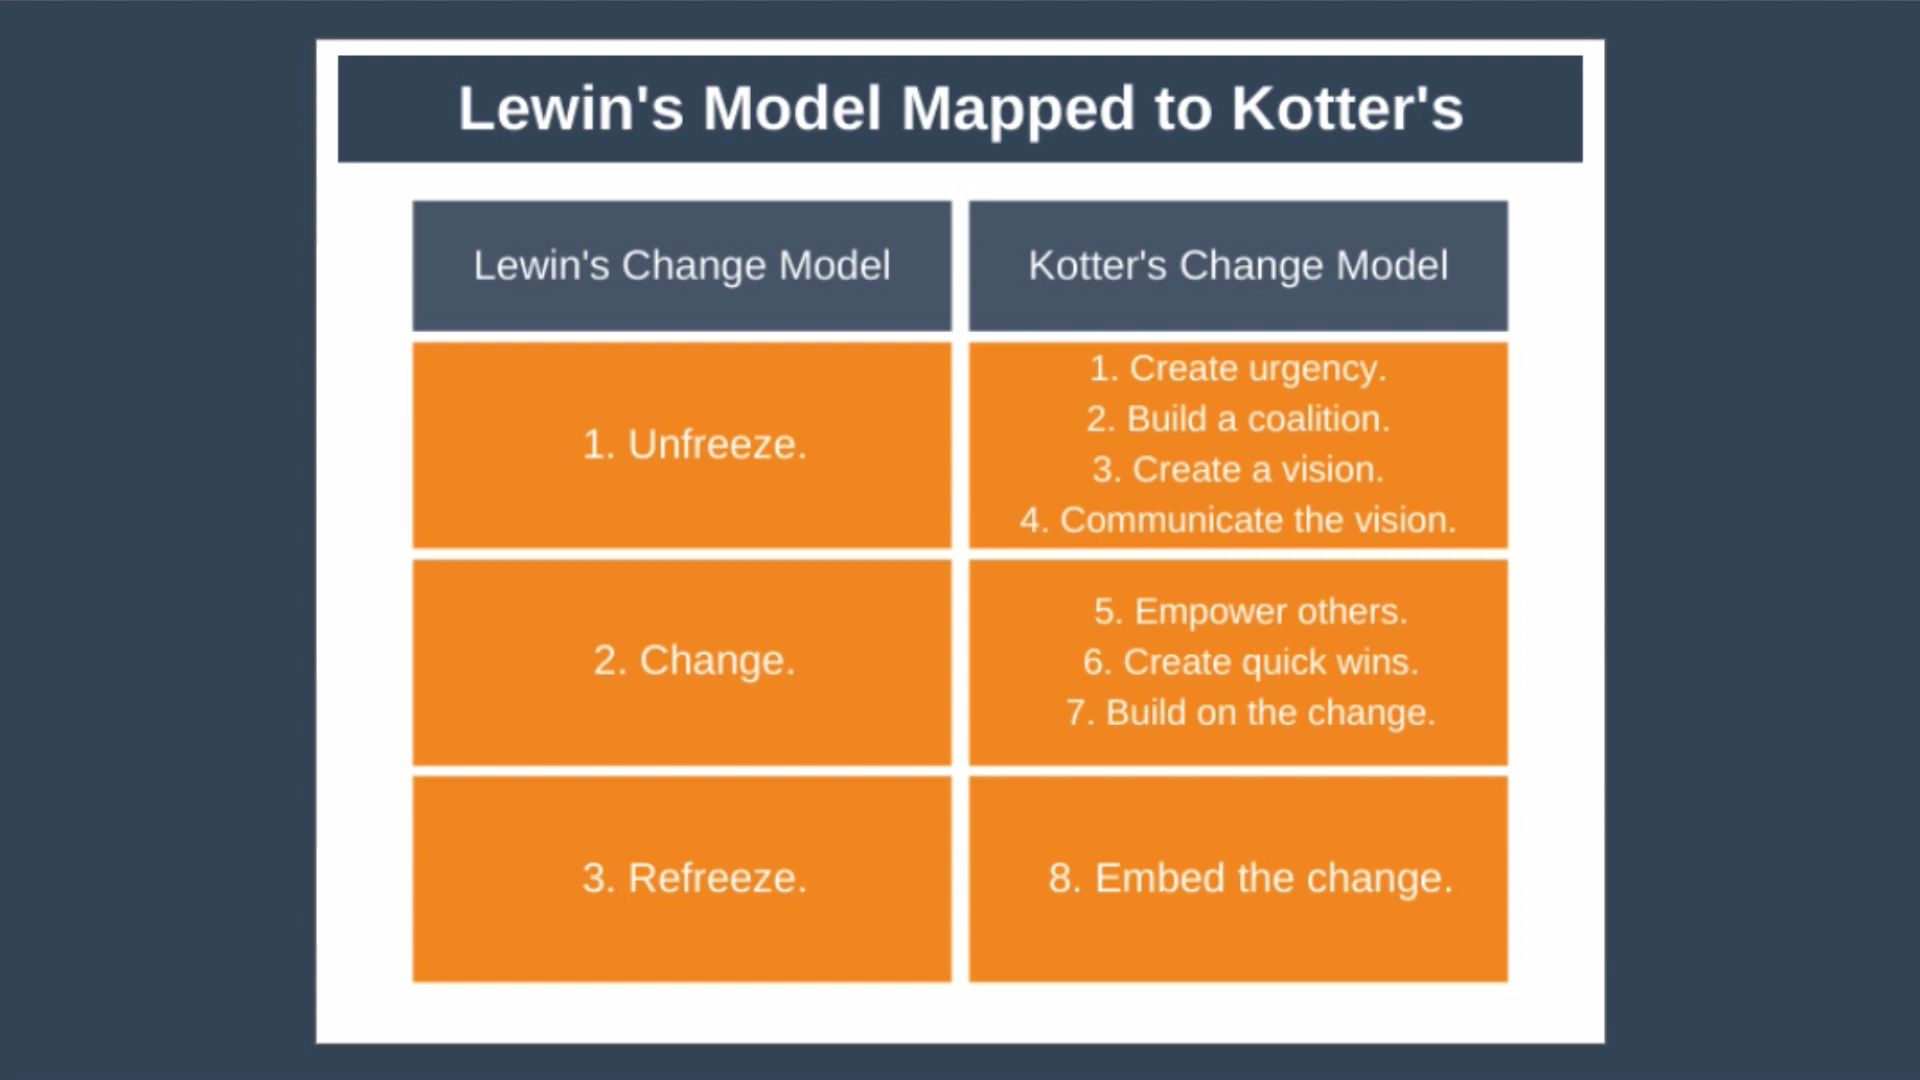 Lewin's Model Mapped to Kotter's
Lewin's Change Model
Kotter's Change Model
1. Unfreeze.
1. Create urgency.
2. Build a coalition.
3. Create a vision.
4. Communicate the vision.
2. Change.
5. Empower others.
6. Create quick wins.
7. Build on the change.
3. Refreeze.
8. Embed the change.